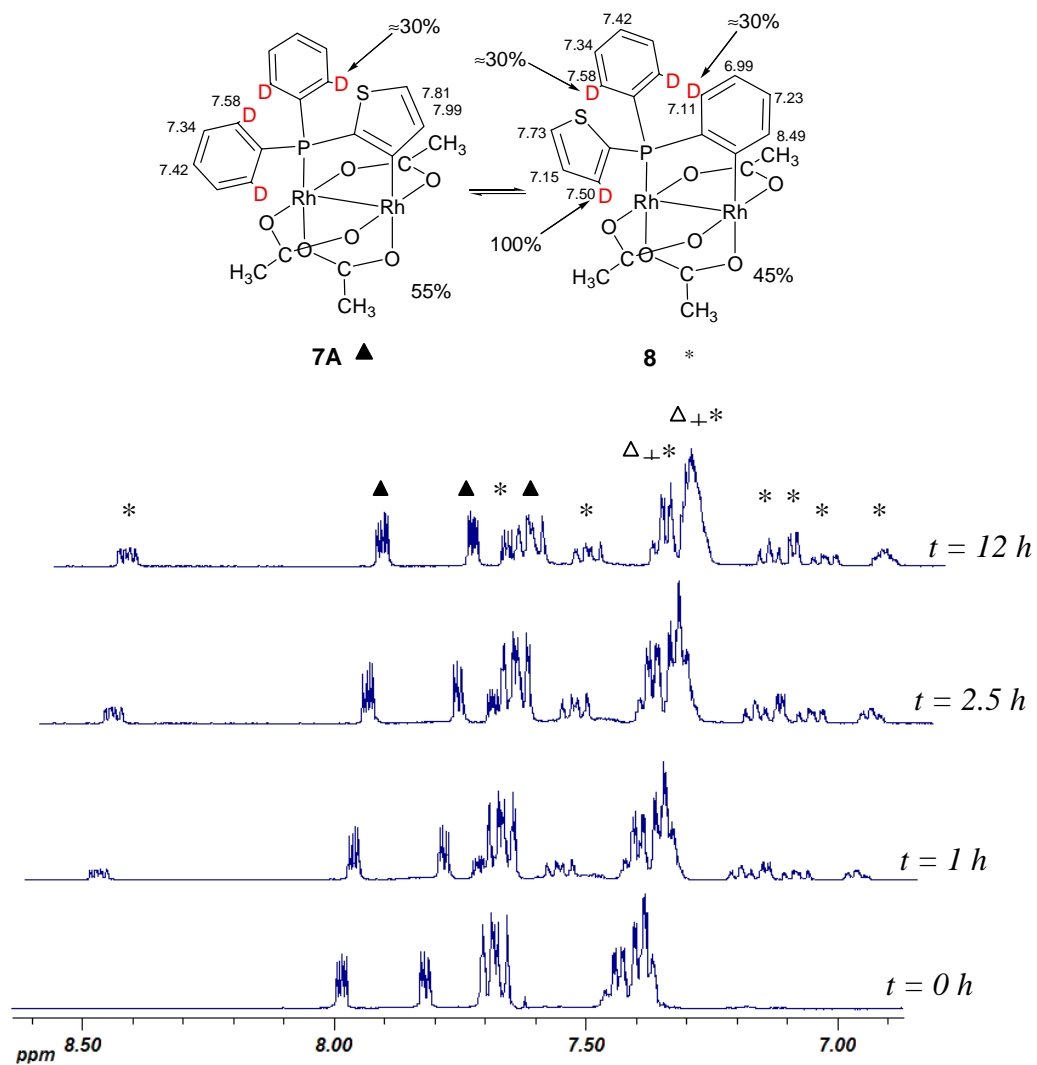 ≈30%
D
D
7.58
D
7.34
7.42
D
S
7.81
7.99
P
CH3
C
O
O
Rh
Rh
O
O
O
O
C
C
H3C
CH3
55%
7A ▲
7.42
7.34
≈30%
≈30%
7.58
D
D
D
6.99
7.11
7.23
8.49
S
7.73
7.15
7.50
D
100%
P
CH3
C
O
O
Rh
Rh
O
O
O
O
C
C
H3C
CH3
45%
8 *
△ + *
△ + *
* ▲ ▲ * ▲ * * * * *
t = 12 h
t = 2.5 h
t = 1 h
t = 0 h
ppm 8.50 8.00 7.50 7.00